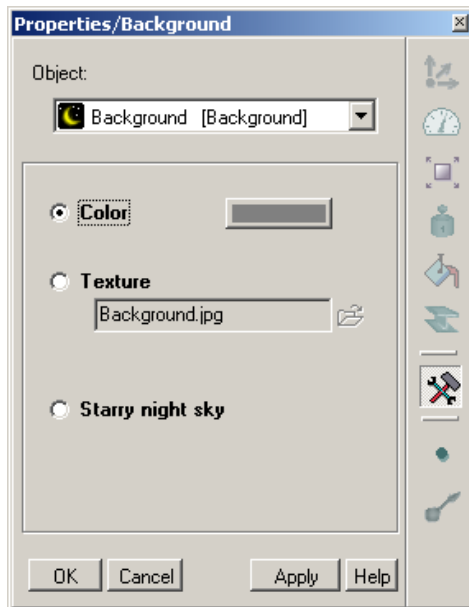 Properties/Background
Object:
Background [Background]
Color
Texture
Background.jpg
Starry night sky
OK Cancel Apply Help